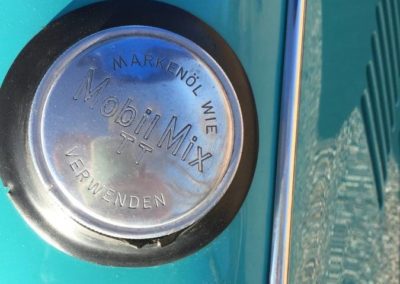 MARKENÖL WIE
Mobil Mix
TT
VERWENDEN